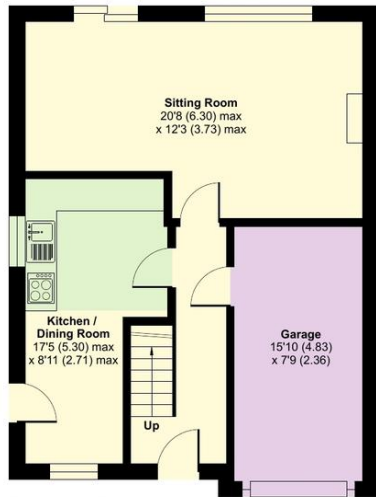 Sitting Room
20'8 (6.30) max
x 12'3 (3.73) max
Kitchen /
Dining Room
17'5 (5.30) max
x 8'11 (2.71) max
Garage
15'10 (4.83)
x 7'9 (2.36)
Up